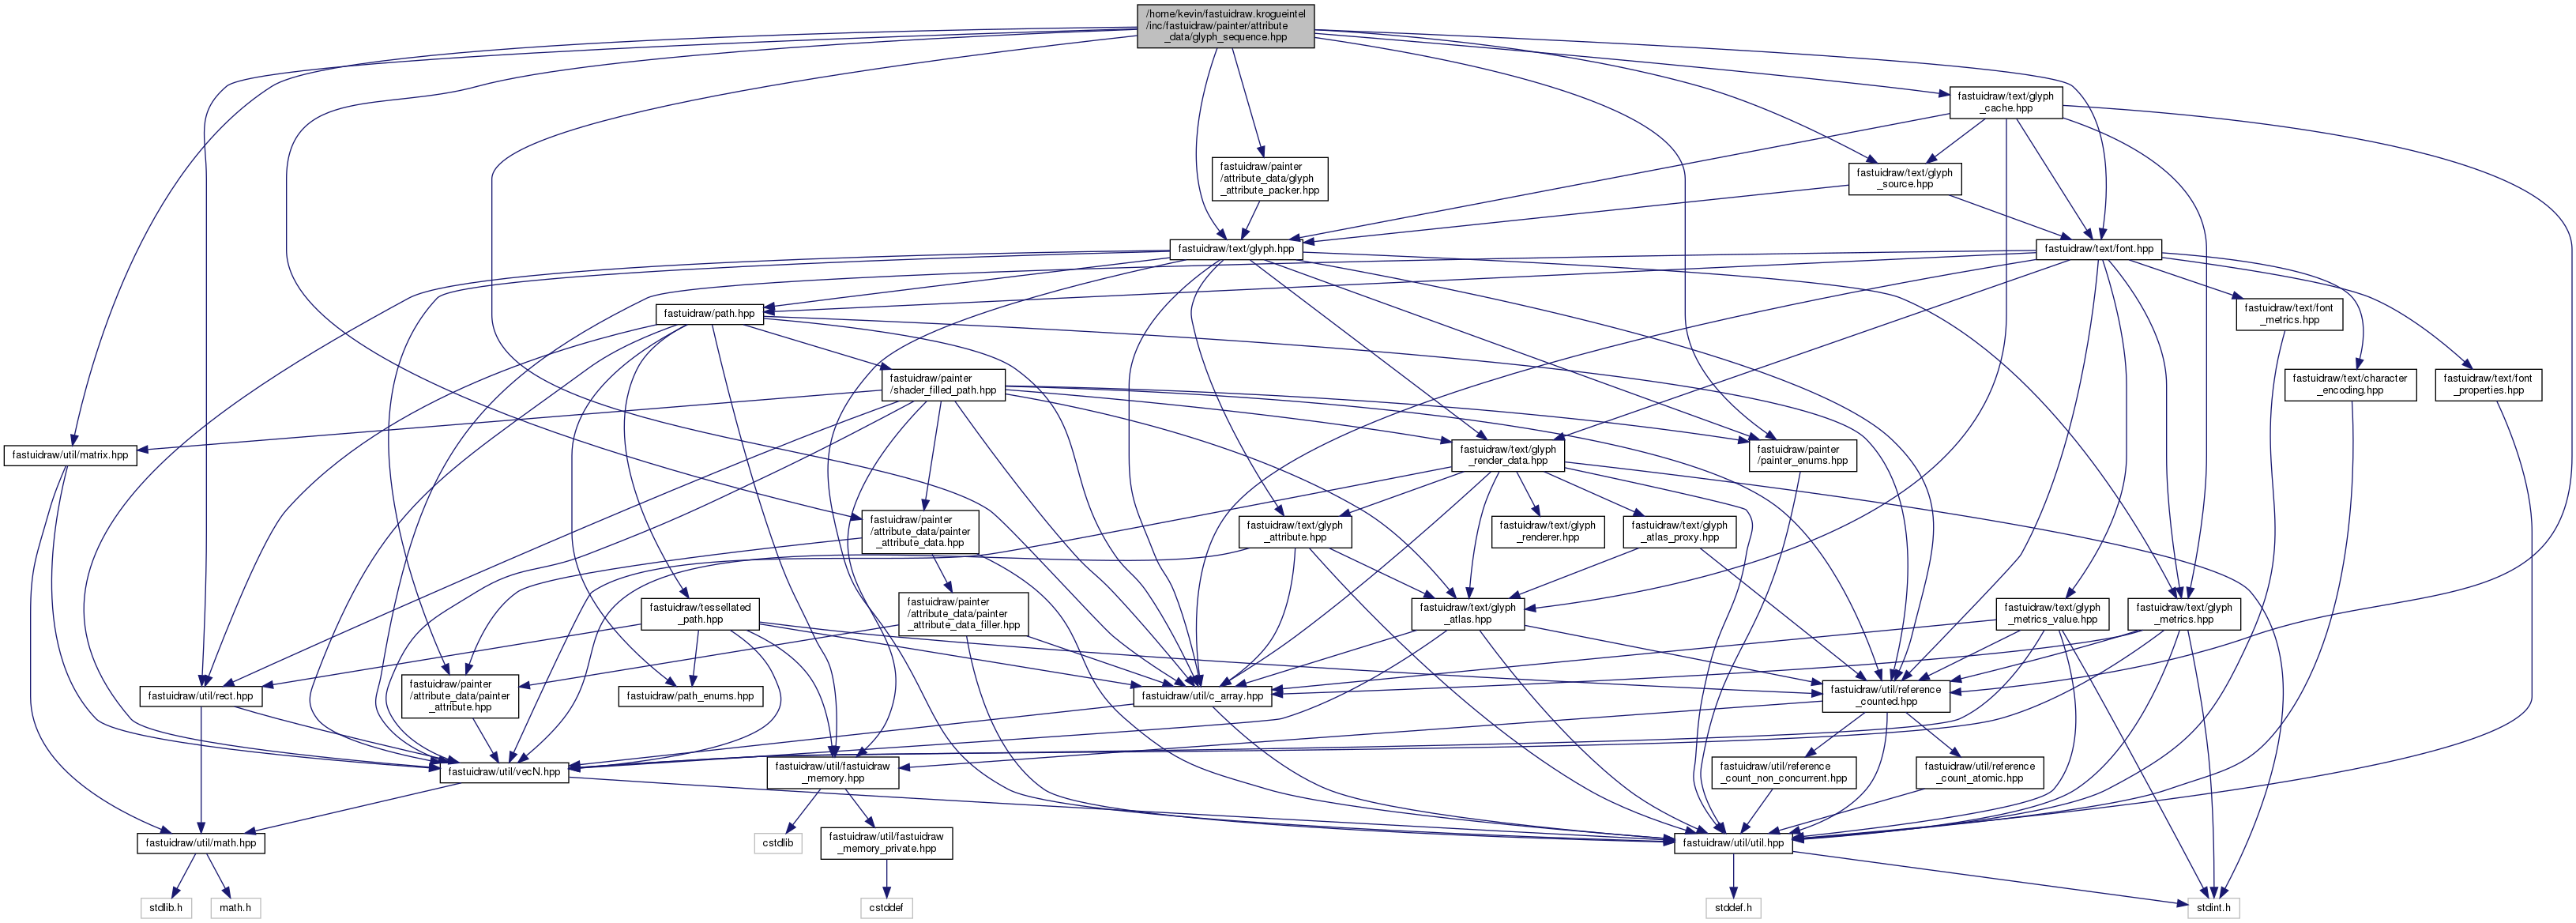 /home/kevin/fastuidraw.krogueintel
/inc/fastuidraw/painter/attribute
_data/glyph_sequence.hpp
fastuidraw/text/glyph
_cache.hpp
fastuidraw/painter
/attribute_data/glyph
_attribute_packer.hpp
fastuidraw/text/glyph
_source.hpp
fastuidraw/text/glyph.hpp
fastuidraw/text/font.hpp
fastuidraw/path.hpp
fastuidraw/text/font
_metrics.hpp
fastuidraw/painter
/shader_filled_path.hpp
fastuidraw/text/character
_encoding.hpp
fastuidraw/text/font
_properties.hpp
fastuidraw/util/matrix.hpp
fastuidraw/text/glyph
_render_data.hpp
fastuidraw/painter
/painter_enums.hpp
fastuidraw/painter
/attribute_data/painter
_attribute_data.hpp
fastuidraw/text/glyph
_attribute.hpp
fastuidraw/text/glyph
_renderer.hpp
fastuidraw/text/glyph
_atlas_proxy.hpp
fastuidraw/tessellated
_path.hpp
fastuidraw/painter
/attribute_data/painter
_attribute_data_filler.hpp
fastuidraw/text/glyph
_atlas.hpp
fastuidraw/text/glyph
_metrics_value.hpp
fastuidraw/text/glyph
_metrics.hpp
fastuidraw/util/rect.hpp
fastuidraw/painter
/attribute_data/painter
_attribute.hpp
fastuidraw/path_enums.hpp
fastuidraw/util/c_array.hpp
fastuidraw/util/reference
_counted.hpp
fastuidraw/util/vecN.hpp
fastuidraw/util/fastuidraw
_memory.hpp
fastuidraw/util/reference
_count_non_concurrent.hpp
fastuidraw/util/reference
_count_atomic.hpp
fastuidraw/util/math.hpp
cstdlib
fastuidraw/util/fastuidraw
_memory_private.hpp
fastuidraw/util/util.hpp
stdlib.h
math.h
cstddef
stddef.h
stdint.h